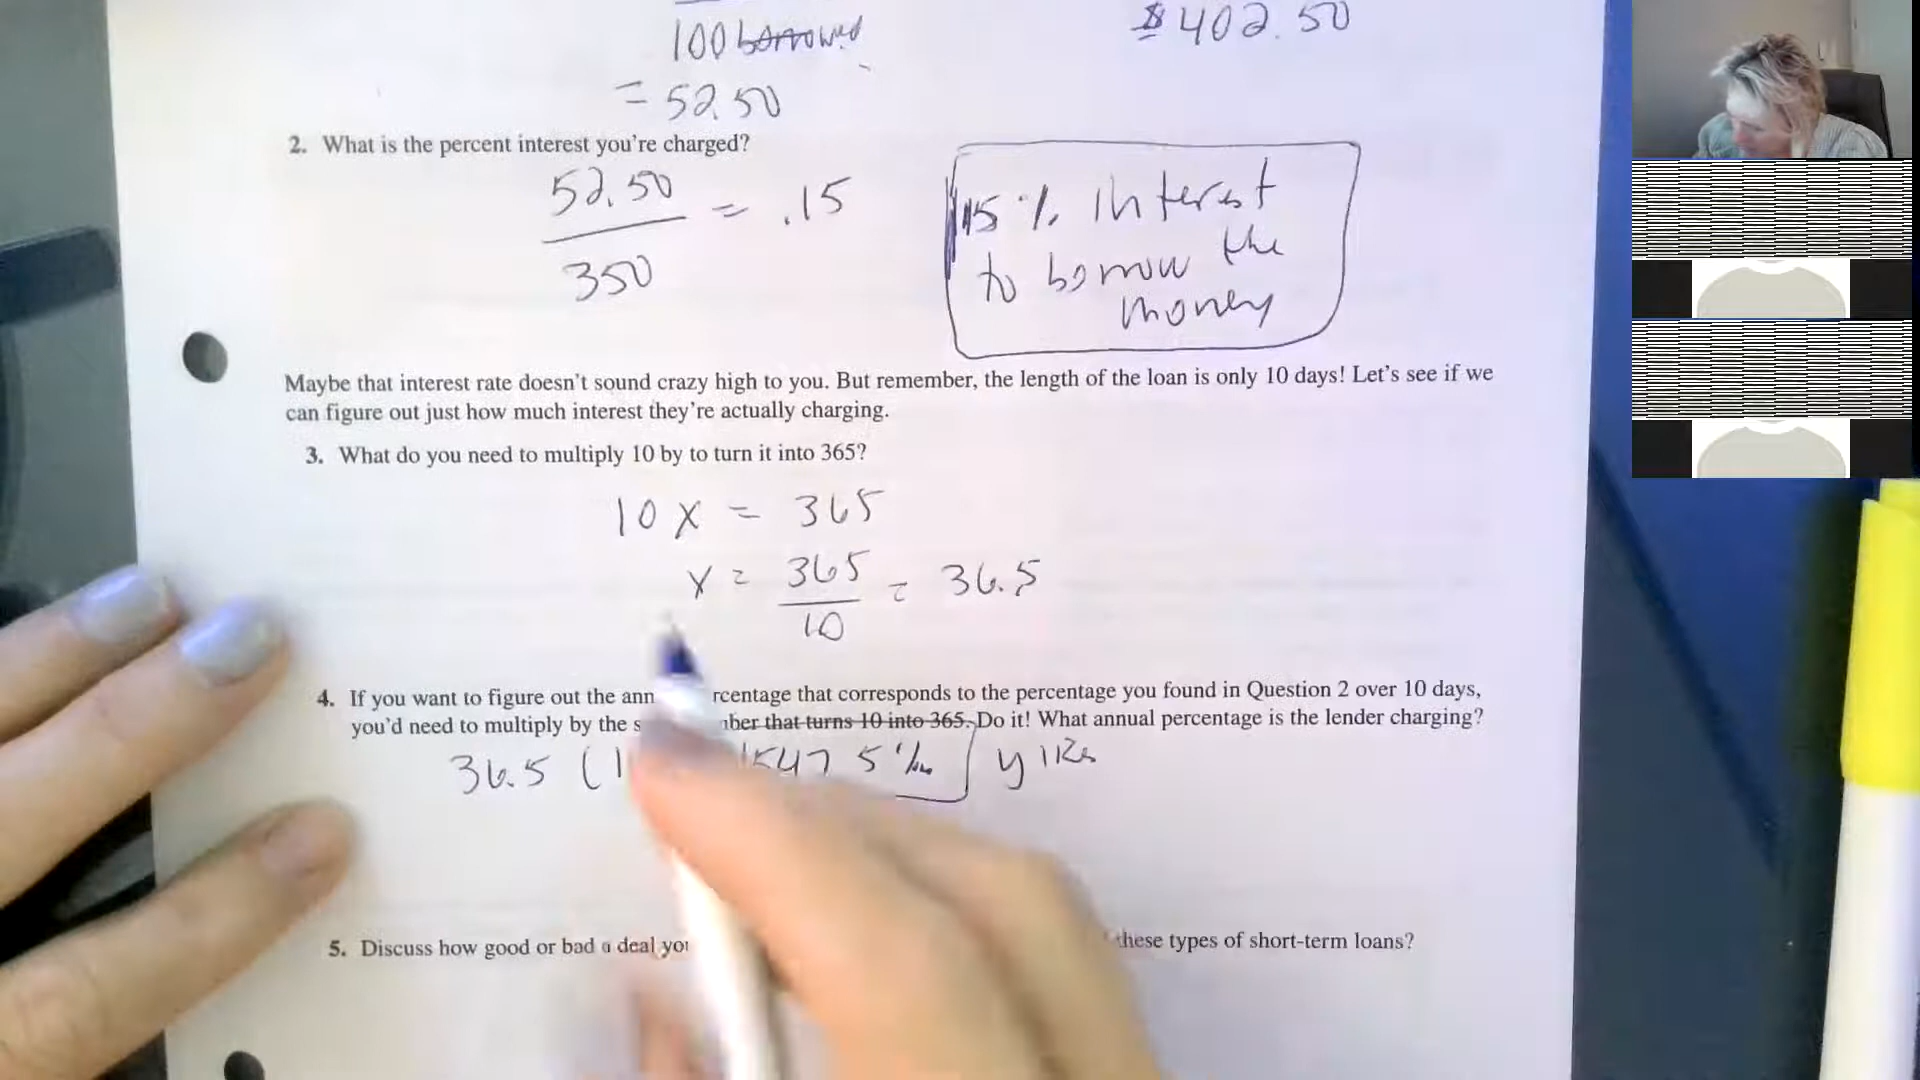 100 borrowed
$402.50
= 52.50
2. What is the percent interest you're charged?
52.50
350
= .15
15% interest
to borrow the
money
Maybe that interest rate doesn't sound crazy high to you. But remember, the length of the loan is only 10 days! Let's see if we
can figure out just how much interest they're actually charging.
3. What do you need to multiply 10 by to turn it into 365?
10x = 365
x = 365
10
= 36.5
4. If you want to figure out the ann rcentage that corresponds to the percentage you found in Question 2 over 10 days,
you'd need to multiply by the s ber that turns 10 into 365. Do it! What annual percentage is the lender charging?
36.5 (1 547 5% yikes
5. Discuss how good or bad a deal you these types of short-term loans?